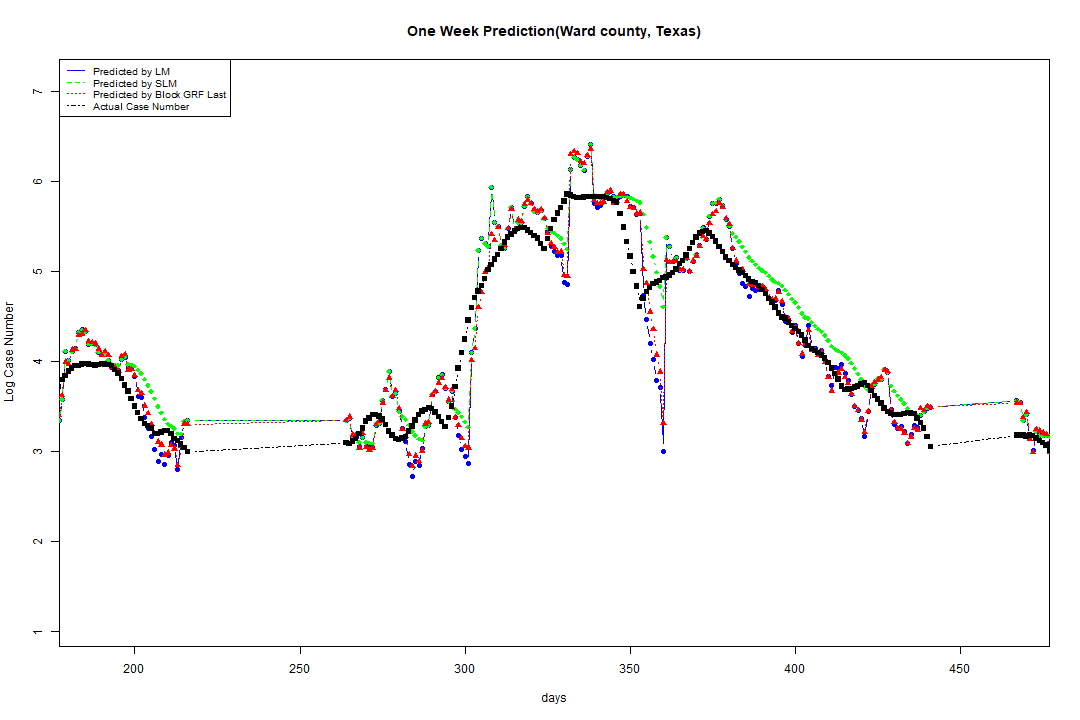 One Week Prediction(Ward county, Texas)
Predicted by LM
Predicted by SLM
Predicted by Block GRF Last
Actual Case Number
Log Case Number
7
6
5
4
3
2
1
200 250 300 350 400 450
days